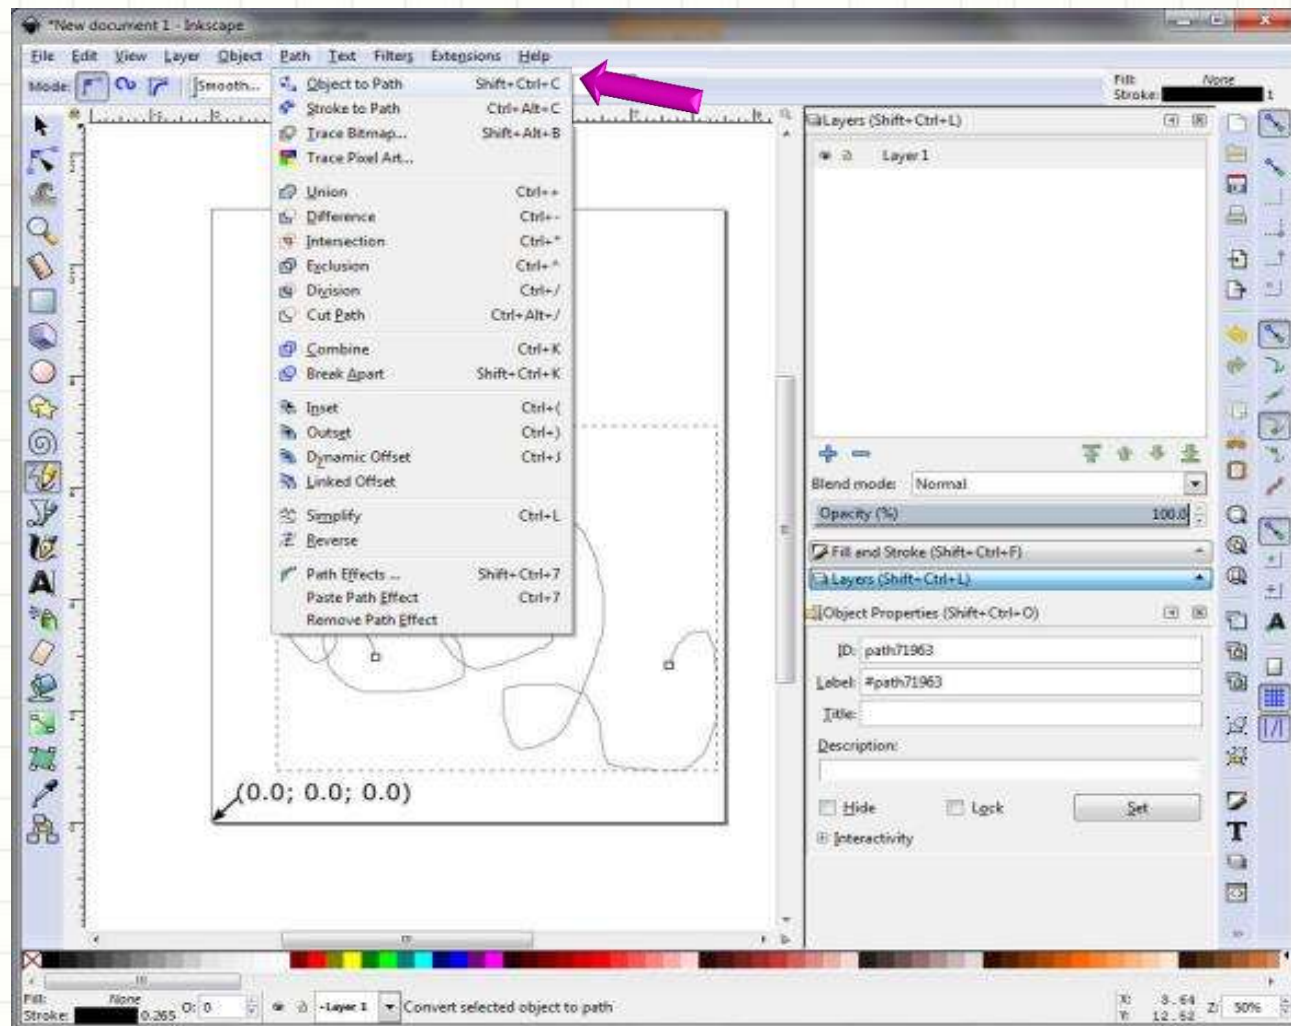 *New document 1 - Inkscape
File Edit View Layer Object Path Text Filters Extensions Help
Mode: Smooth...
Fill: None
Stroke: 1
Object to Path Shift+Ctrl+C
Stroke to Path Ctrl+Alt+C
Trace Bitmap... Shift+Alt+B
Trace Pixel Art...
Union Ctrl++
Difference Ctrl+-
Intersection Ctrl+*
Exclusion Ctrl+^
Division Ctrl+/
Cut Path Ctrl+Alt+/
Combine Ctrl+K
Break Apart Shift+Ctrl+K
Inset Ctrl+(
Outset Ctrl+)
Dynamic Offset Ctrl+J
Linked Offset
Simplify Ctrl+L
Reverse
Path Effects ... Shift+Ctrl+7
Paste Path Effect Ctrl+7
Remove Path Effect
(0.0; 0.0; 0.0)
Layers (Shift+Ctrl+L)
Layer 1
Blend mode: Normal
Opacity (%) 100.0
Fill and Stroke (Shift+Ctrl+F)
Layers (Shift+Ctrl+L)
Object Properties (Shift+Ctrl+O)
ID: path71963
Label: #path71963
Title:
Description:
Hide Lock Set
Interactivity
Fill: None
Stroke: 0.265 O: 0 -Layer 1 Convert selected object to path
X: 3.64
Y: 12.52 Z: 50%